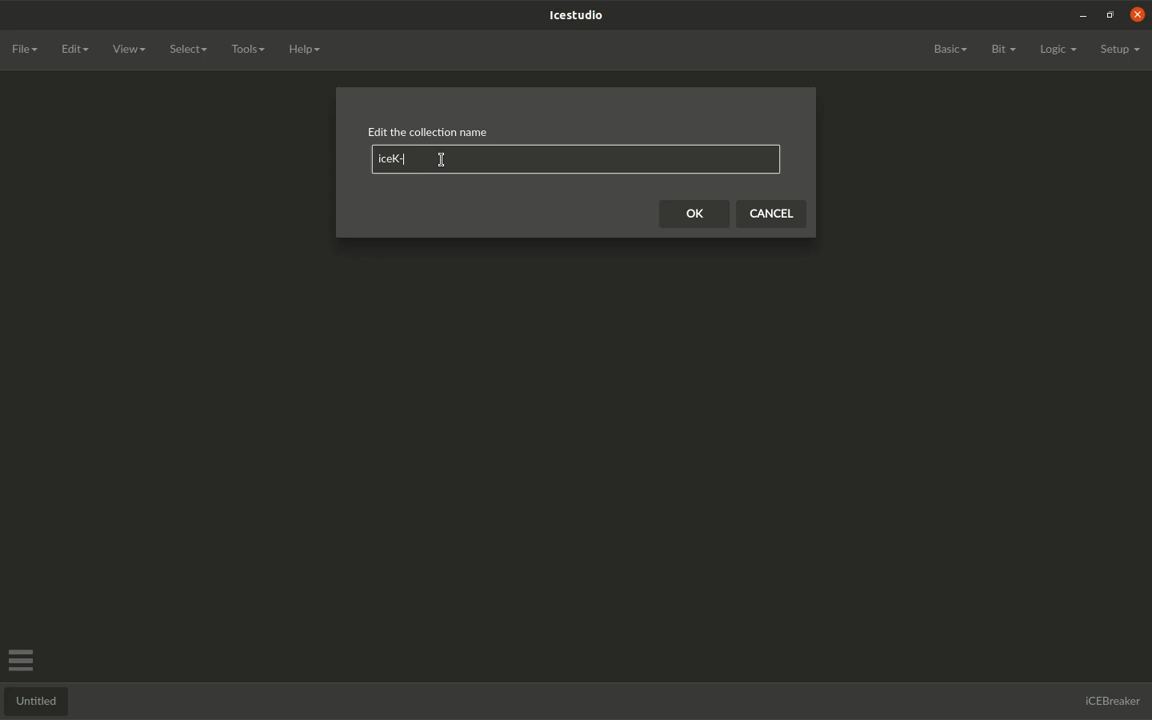 Icestudio
File Edit View Select Tools Help Basic Bit Logic Setup
Edit the collection name
iceK-
OK CANCEL
Untitled iCEBreaker